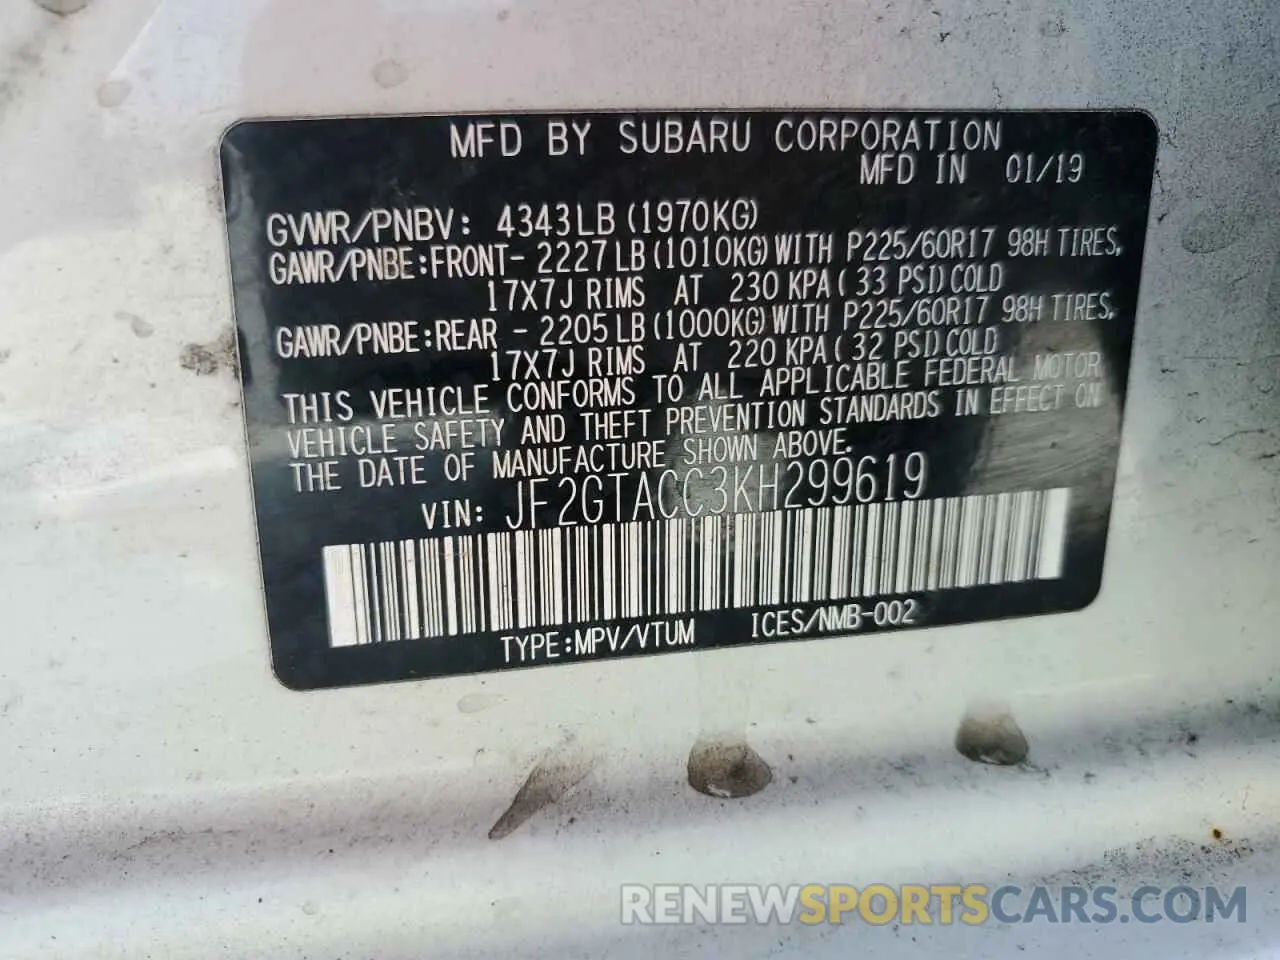 MFD BY SUBARU CORPORATION
MFD IN 01/19
GVWR/PNBV: 4343LB (1970KG)
GAWR/PNBE:FRONT- 2227LB (1010KG) WITH P225/60R17 98H TIRES,
17X7J RIMS AT 230 KPA ( 33 PSI) COLD
GAWR/PNBE:REAR - 2205LB (1000KG) WITH P225/60R17 98H TIRES,
17X7J RIMS AT 220 KPA ( 32 PSI) COLD
THIS VEHICLE CONFORMS TO ALL APPLICABLE FEDERAL MOTOR
VEHICLE SAFETY AND THEFT PREVENTION STANDARDS IN EFFECT ON
THE DATE OF MANUFACTURE SHOWN ABOVE.
VIN: JF2GTACC3KH299619
TYPE:MPV/VTUM ICES/NMB-002
RENEWSPORTSCARS.COM